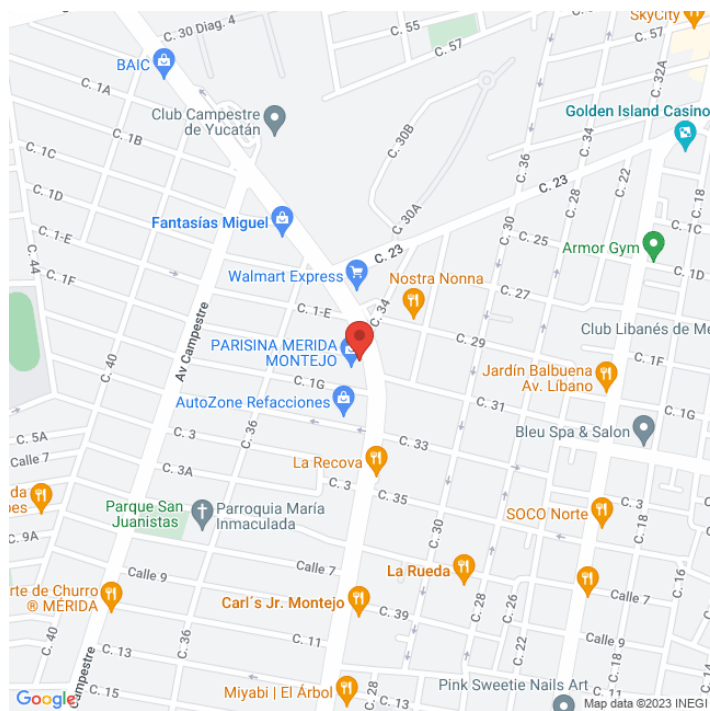 SkyCity
C. 30 Diag. 4
C. 55
C. 57
C. 57
BAIC
C. 32A
C. 1A
Club Campestre
de Yucatán
C. 30B
Golden Island Casino
C. 1B
C. 34
C. 36
C. 1C
C. 22
C. 18
C. 23
C. 1D
C. 30A
C. 30
C. 28
Fantasías Miguel
C. 1C
C. 1-E
C. 23
C. 25
Armor Gym
C. 1D
C. 44
C. 1F
Walmart Express
Nostra Nonna
C. 27
C. 1-E
C. 34
Av Campestre
C. 29
Club Libanés de Me
PARISINA MERIDA
MONTEJO
C. 1F
C. 40
Jardín Balbuena
Av. Líbano
C. 1G
AutoZone Refacciones
C. 31
C. 1G
C. 5A
C. 3
C. 36
C. 33
Bleu Spa & Salon
Calle 7
La Recova
C. 3A
C. 3
C. 35
da
pes
Parque San
Juanistas
Parroquia María
Inmaculada
SOCO Norte
C. 3
C. 18
C. 9A
C. 30
Calle 9
Calle 7
La Rueda
C. 16
rte de Churro
® MÉRIDA
Carl´s Jr. Montejo
C. 28
C. 26
Calle 7
C. 39
C. 40
C. 36
C. 11
Calle 9
C. 13
C. 22
Campestre
Miyabi | El Árbol
C. 28
C. 13
Pink Sweetie Nails Art
Google
Map data ©2023 INEGI